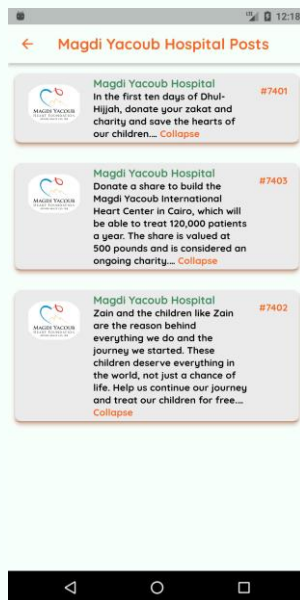 12:18
Magdi Yacoub Hospital Posts
Magdi Yacoub Hospital
#7401
In the first ten days of Dhul-
Hijjah, donate your zakat and
charity and save the hearts of
our children.... Collapse
MAGDI YACOUB
Magdi Yacoub Hospital
#7403
Donate a share to build the
Magdi Yacoub International
Heart Center in Cairo, which will
be able to treat 120,000 patients
a year. The share is valued at
500 pounds and is considered an
ongoing charity.... Collapse
MAGDI YACOUB
Magdi Yacoub Hospital
#7402
Zain and the children like Zain
are the reason behind
everything we do and the
journey we started. These
children deserve everything in
the world, not just a chance of
life. Help us continue our journey
and treat our children for free....
Collapse
MAGDI YACOUB